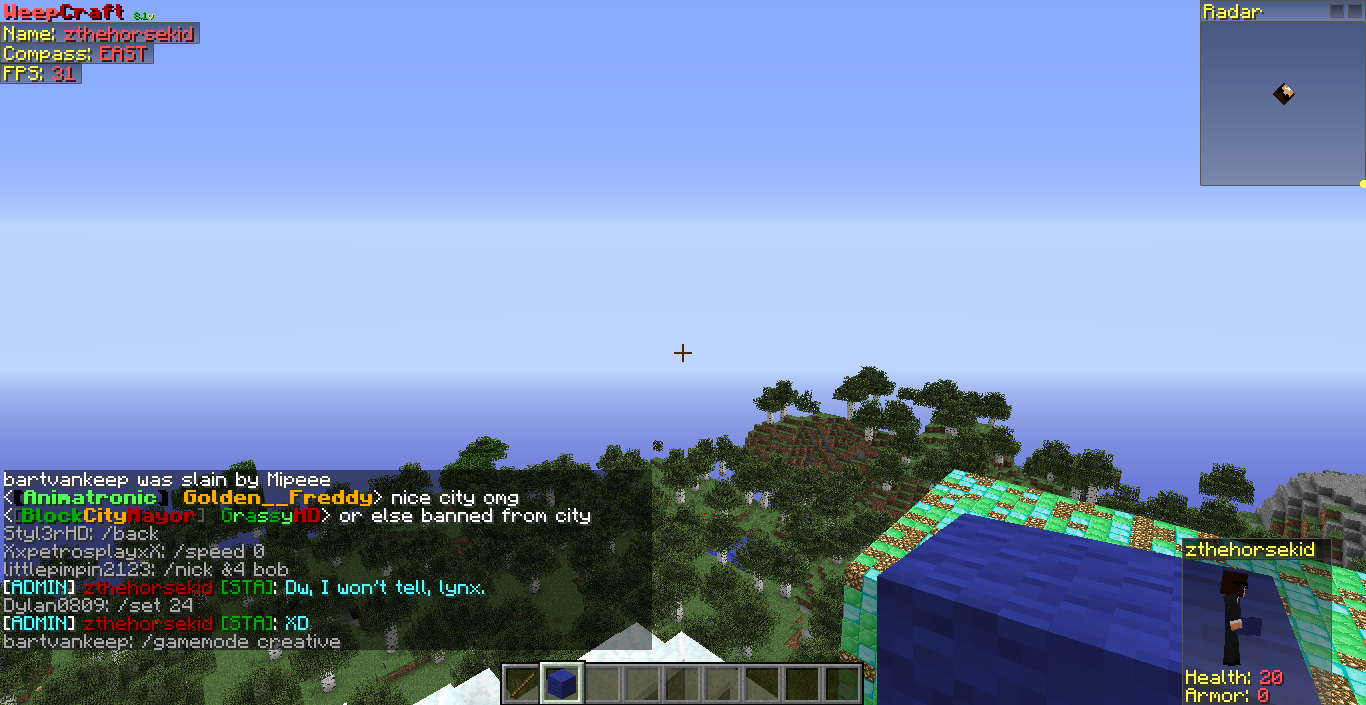 WeepCraft 8.1v
Name: zthehorsekid
Compass: EAST
FPS: 31
Radar
bartvankeep was slain by Mipeee
<[Animatronic] Golden__Freddy> nice city omg
<[BlockCityMayor] GrassyHD> or else banned from city
Styl3rHD: /back
XxpetrosplayxX: /speed 0
littlepimpin2123: /nick &4 bob
[ADMIN] zthehorsekid [STA]: Dw, I won't tell, lynx.
Dylan0809: /set 24
[ADMIN] zthehorsekid [STA]: XD
bartvankeep: /gamemode creative
zthehorsekid
Health: 20
Armor: 0